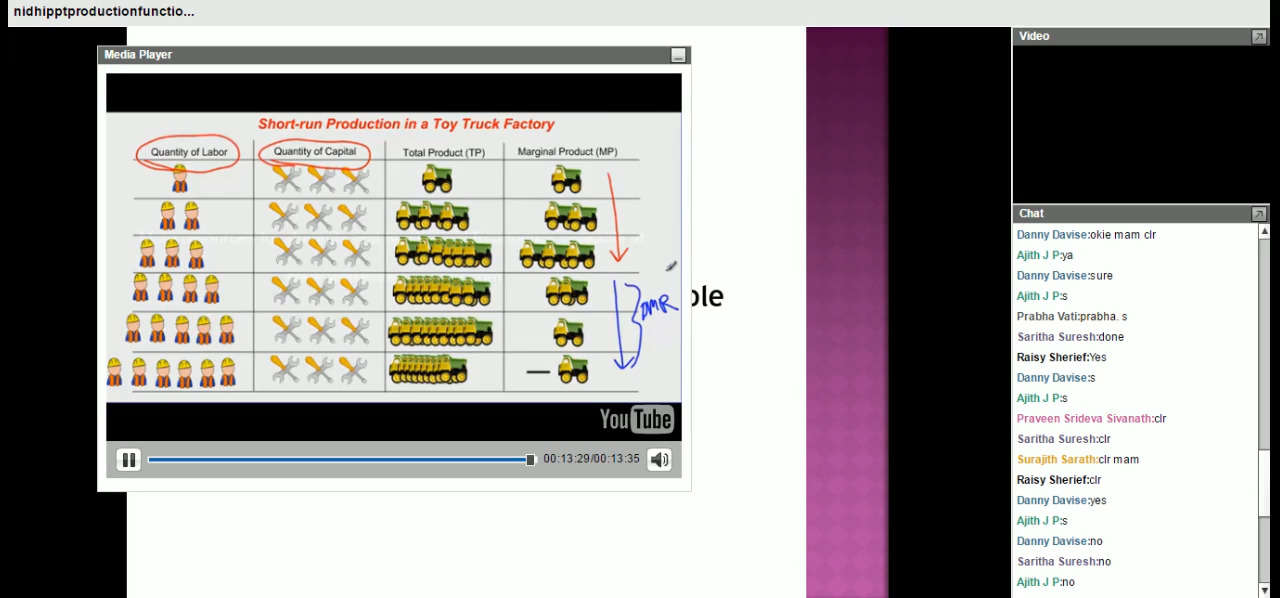 nidhipptproductionfunctio...
Media Player
Short-run Production in a Toy Truck Factory
Quantity of Labor
Quantity of Capital
Total Product (TP)
Marginal Product (MP)
DMR
ble
YouTube
00:13:29/00:13:35
Video
Chat
Danny Davise:okie mam clr
Ajith J P:ya
Danny Davise:sure
Ajith J P:s
Prabha Vati:prabha. s
Saritha Suresh:done
Raisy Sherief:Yes
Danny Davise:s
Ajith J P:s
Praveen Srideva Sivanath:clr
Saritha Suresh:clr
Surajith Sarath:clr mam
Raisy Sherief:clr
Danny Davise:yes
Ajith J P:s
Danny Davise:no
Saritha Suresh:no
Ajith J P:no